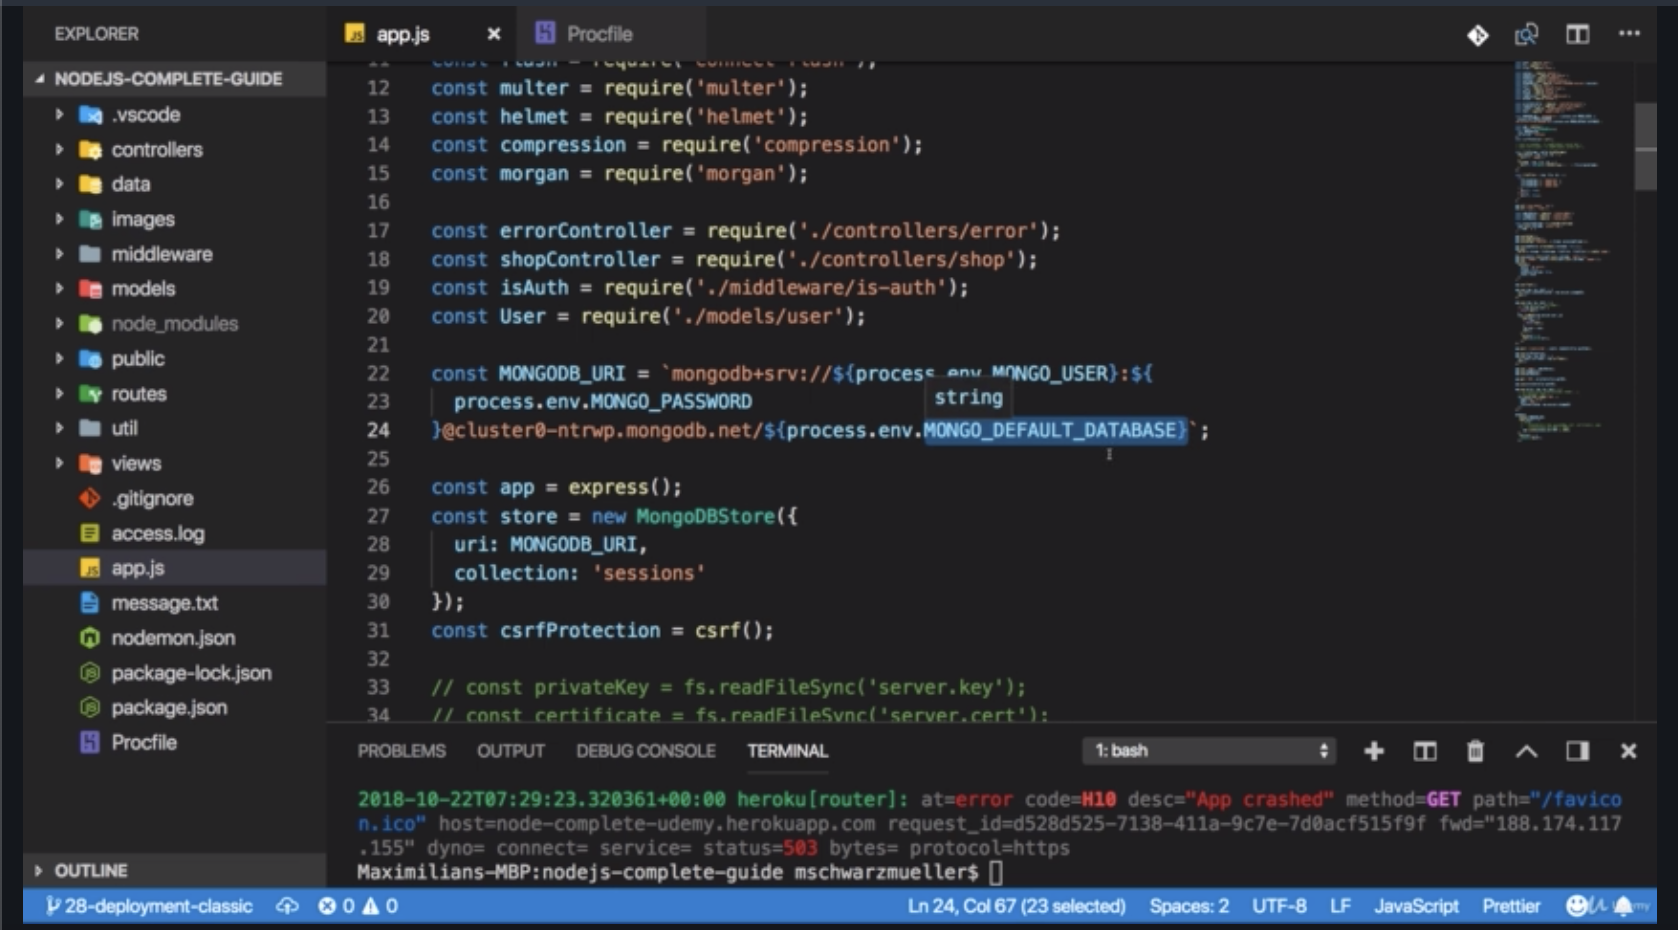 EXPLORER
NODEJS-COMPLETE-GUIDE
.vscode
controllers
data
images
middleware
models
node_modules
public
routes
util
views
.gitignore
access.log
app.js
message.txt
nodemon.json
package-lock.json
package.json
Procfile
OUTLINE
app.js
Procfile
11 const flash = require('connect-flash');
12 const multer = require('multer');
13 const helmet = require('helmet');
14 const compression = require('compression');
15 const morgan = require('morgan');
16
17 const errorController = require('./controllers/error');
18 const shopController = require('./controllers/shop');
19 const isAuth = require('./middleware/is-auth');
20 const User = require('./models/user');
21
22 const MONGODB_URI = `mongodb+srv://${process.env.MONGO_USER}:${
string
23 process.env.MONGO_PASSWORD
24 }@cluster0-ntrwp.mongodb.net/${process.env.MONGO_DEFAULT_DATABASE}`;
25
26 const app = express();
27 const store = new MongoDBStore({
28 uri: MONGODB_URI,
29 collection: 'sessions'
30 });
31 const csrfProtection = csrf();
32
33 // const privateKey = fs.readFileSync('server.key');
34 // const certificate = fs.readFileSync('server.cert');
PROBLEMS OUTPUT DEBUG CONSOLE TERMINAL 1: bash
2018-10-22T07:29:23.320361+00:00 heroku[router]: at=error code=H10 desc="App crashed" method=GET path="/favico
n.ico" host=node-complete-udemy.herokuapp.com request_id=d528d525-7138-411a-9c7e-7d0acf515f9f fwd="188.174.117
.155" dyno= connect= service= status=503 bytes= protocol=https
Maximilians-MBP:nodejs-complete-guide mschwarzmueller$
28-deployment-classic 0 0 Ln 24, Col 67 (23 selected) Spaces: 2 UTF-8 LF JavaScript Prettier